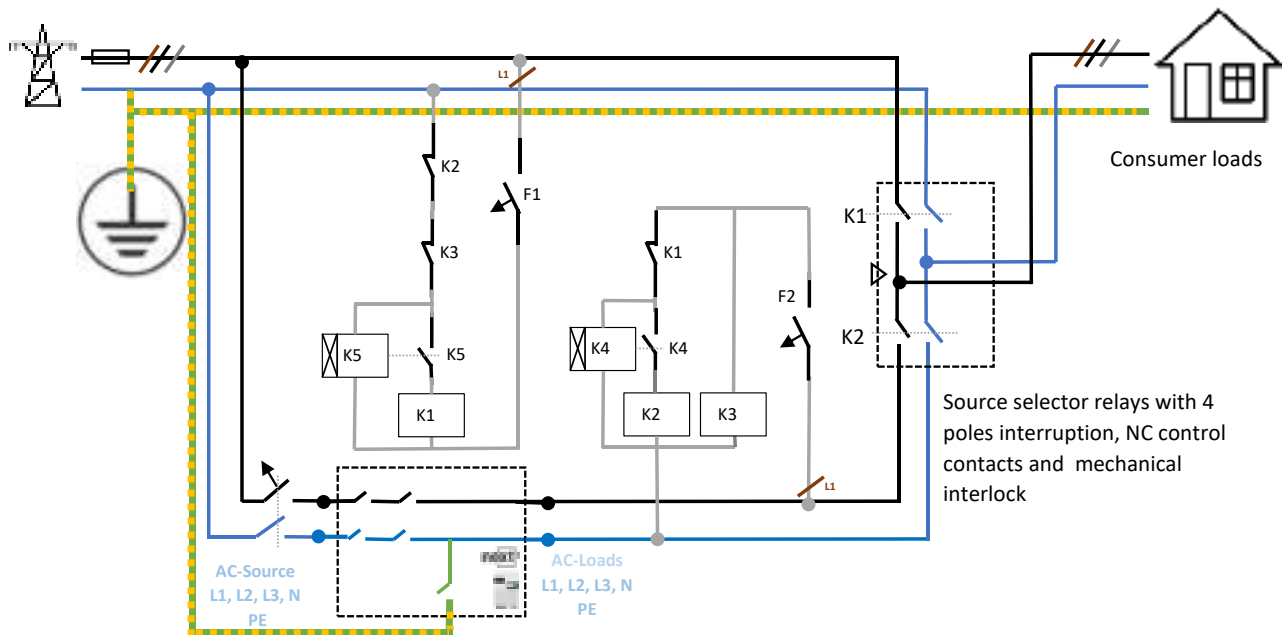 L1
Consumer loads
K2
F1
K1
K3
K1
F2
K5
K5
K4
K4
K2
K1
K2
K3
Source selector relays with 4
poles interruption, NC control
contacts and mechanical
interlock
L1
next
AC-Source
L1, L2, L3, N
PE
AC-Loads
L1, L2, L3, N
PE